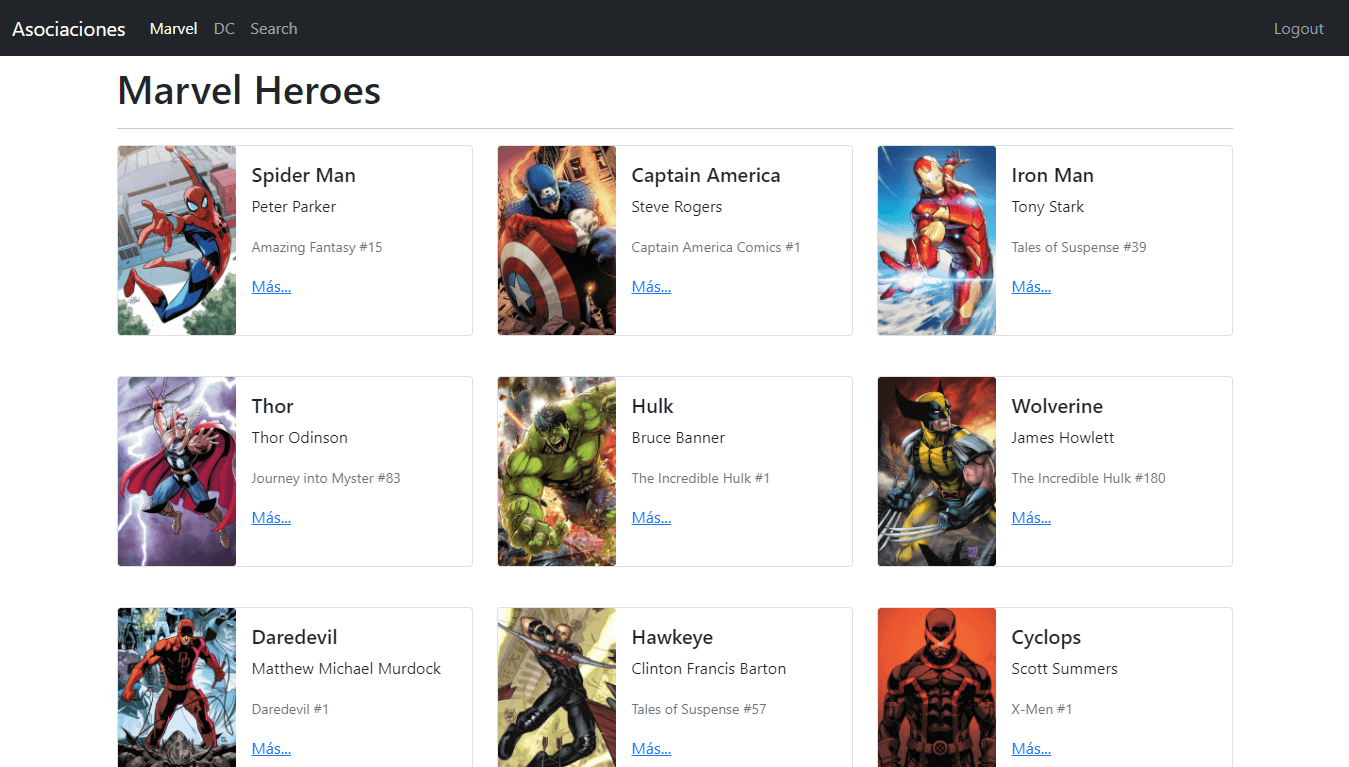 Asociaciones Marvel DC Search Logout
Marvel Heroes
Spider Man
Peter Parker
Amazing Fantasy #15
Más...
Captain America
Steve Rogers
Captain America Comics #1
Más...
Iron Man
Tony Stark
Tales of Suspense #39
Más...
Thor
Thor Odinson
Journey into Myster #83
Más...
Hulk
Bruce Banner
The Incredible Hulk #1
Más...
Wolverine
James Howlett
The Incredible Hulk #180
Más...
Daredevil
Matthew Michael Murdock
Daredevil #1
Más...
Hawkeye
Clinton Francis Barton
Tales of Suspense #57
Más...
Cyclops
Scott Summers
X-Men #1
Más...